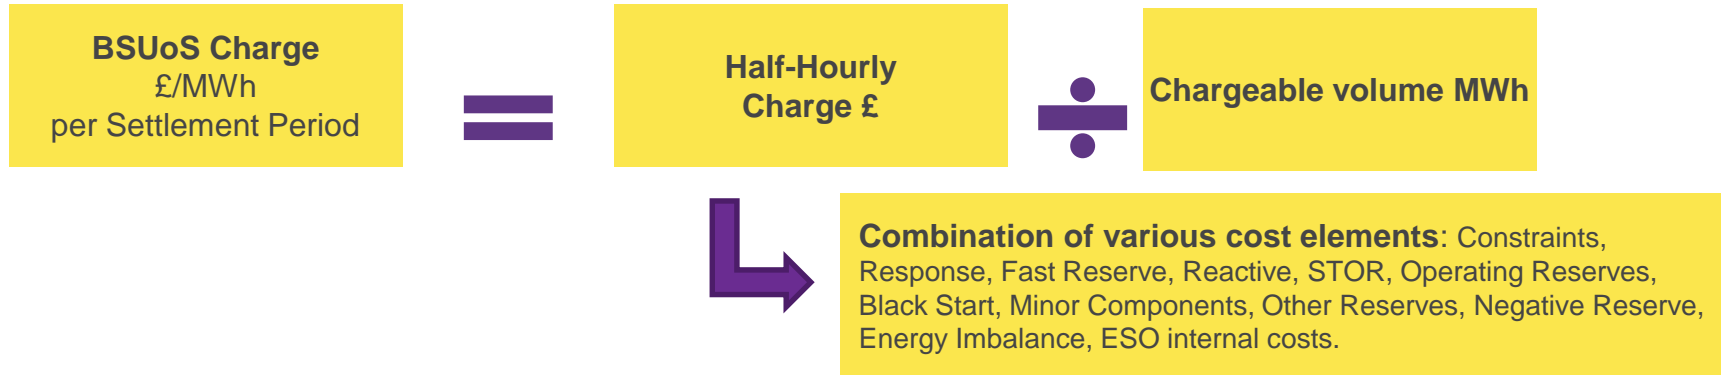 BSUoS Charge
£/MWh
per Settlement Period
Half-Hourly
Charge £
Chargeable volume MWh
Combination of various cost elements: Constraints,
Response, Fast Reserve, Reactive, STOR, Operating Reserves,
Black Start, Minor Components, Other Reserves, Negative Reserve,
Energy Imbalance, ESO internal costs.